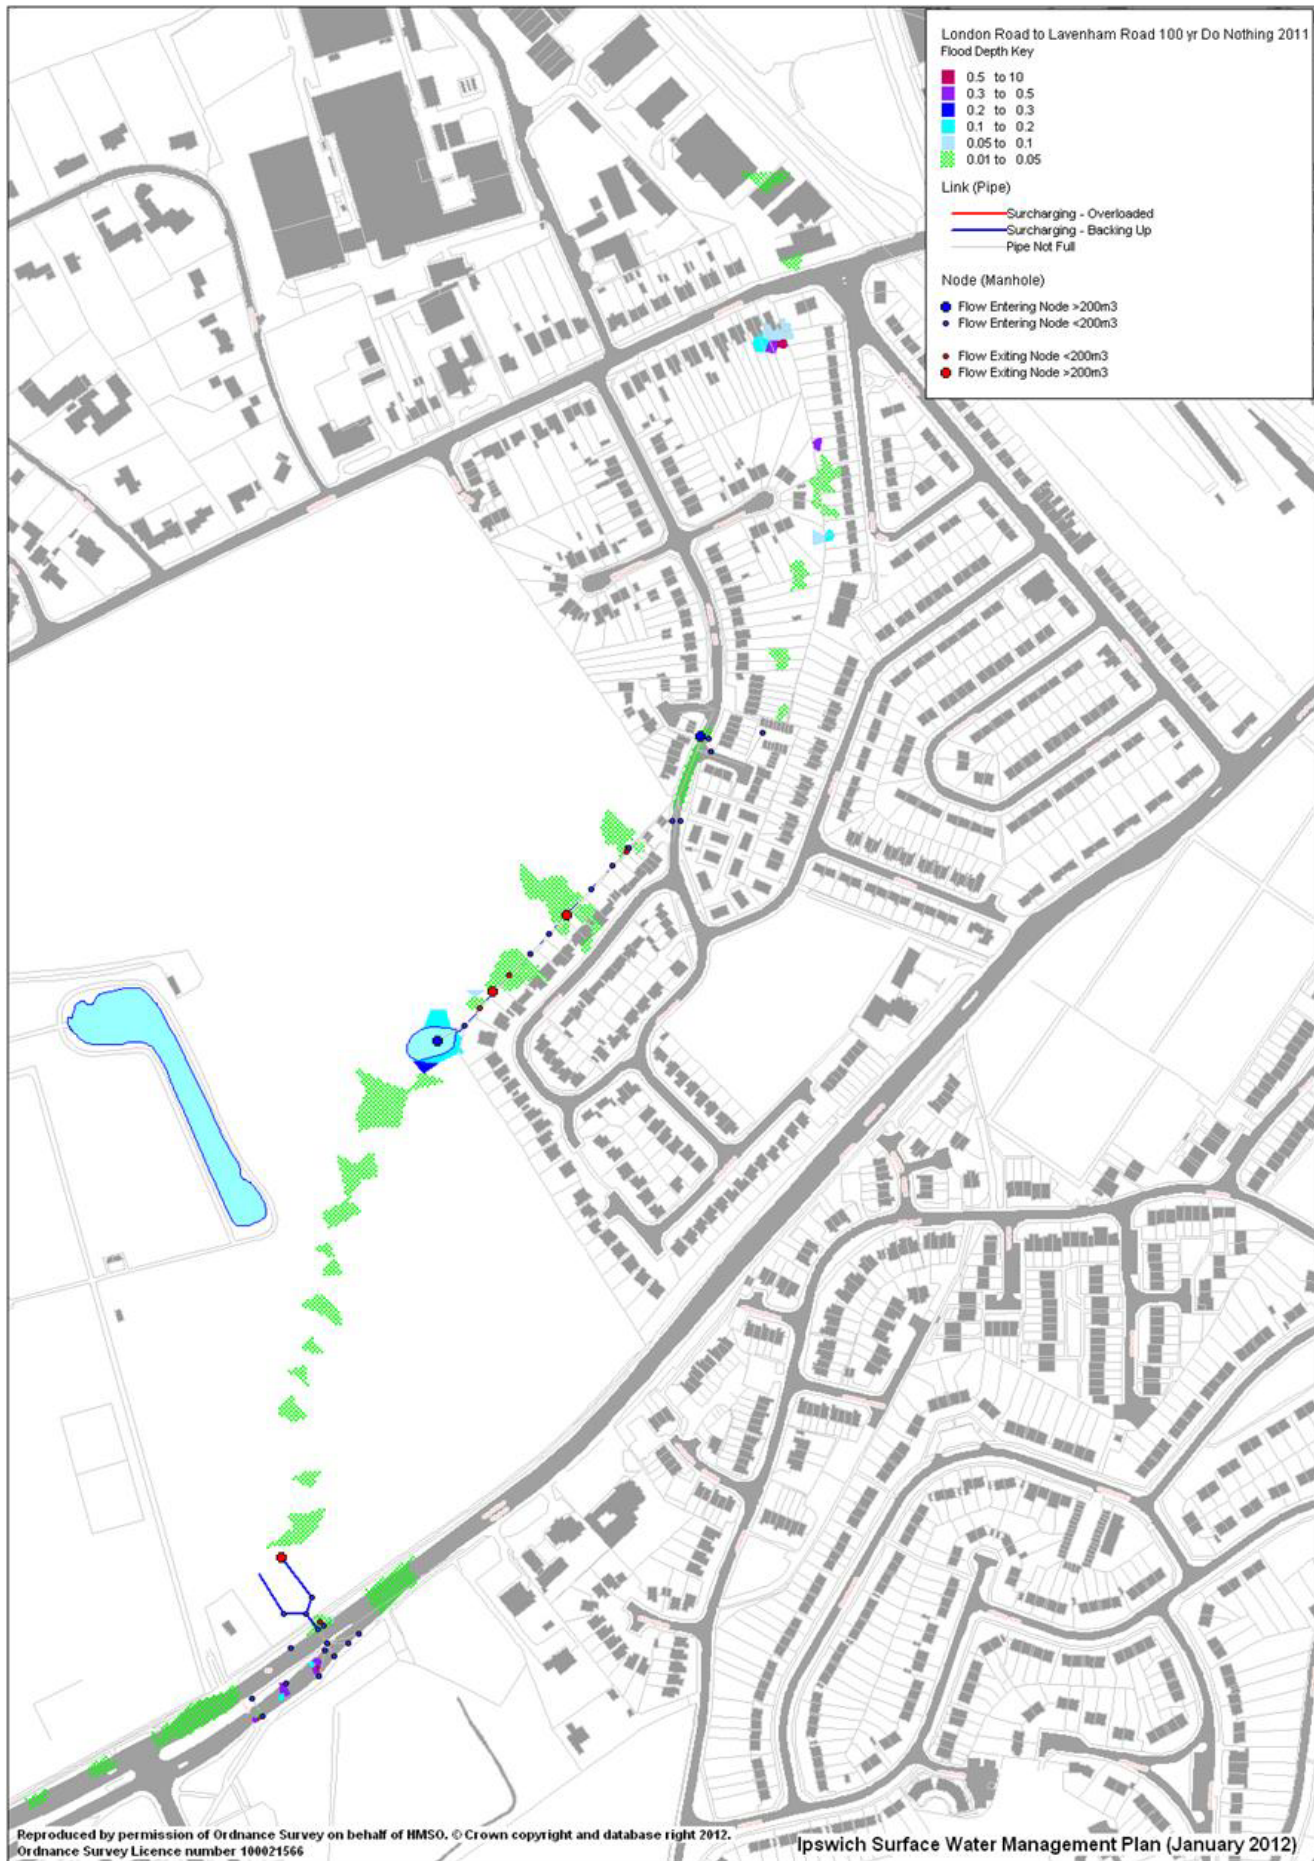 London Road to Lavenham Road 100 yr Do Nothing 2011
Flood Depth Key
0.5 to 10
0.3 to 0.5
0.2 to 0.3
0.1 to 0.2
0.05 to 0.1
0.01 to 0.05
Link (Pipe)
Surcharging - Overloaded
Surcharging - Backing Up
Pipe Not Full
Node (Manhole)
Flow Entering Node >200m3
Flow Entering Node <200m3
Flow Exiting Node <200m3
Flow Exiting Node >200m3
Reproduced by permission of Ordnance Survey on behalf of HMSO. © Crown copyright and database right 2012.
Ordnance Survey Licence number 100021566
Ipswich Surface Water Management Plan (January 2012)